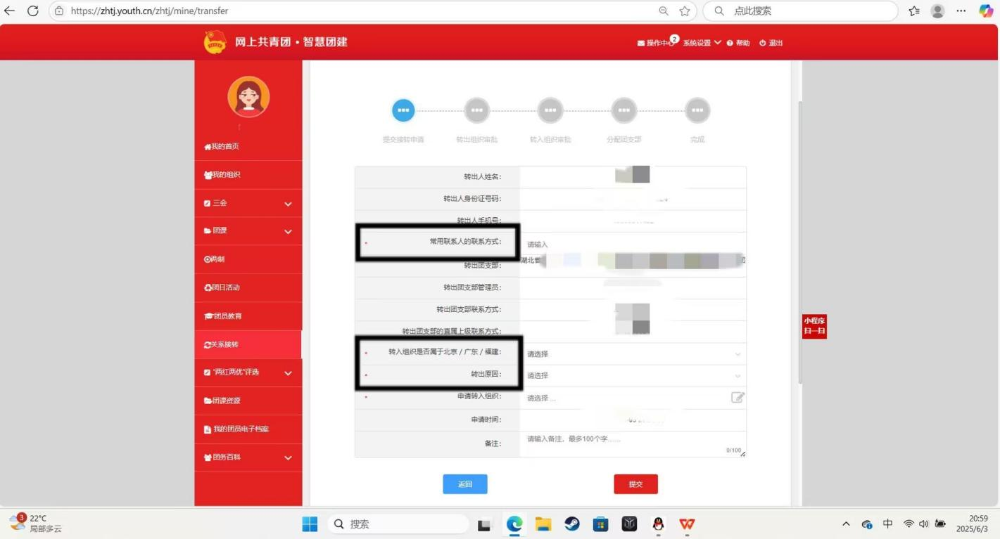 https://zhtj.youth.cn/zhtj/mine/transfer
点此搜索
网上共青团·智慧团建
操作中心 2 系统设置 帮助 退出
我的首页
我的组织
三会
团课
两制
团日活动
团员教育
关系接转
"两红两优"评选
团课资源
我的团员电子档案
团务百科
提交接转申请 转出组织审批 转入组织审批 分配团支部 完成
转出人姓名:
转出人身份证号码:
转出人手机号:
* 常用联系人的联系方式: 请输入
转出团支部: 湖北省
转出团支部管理员:
转出团支部联系方式:
转出团支部的直属上级联系方式:
* 转入组织是否属于北京 / 广东 / 福建: 请选择
* 转出原因: 请选择
* 申请转入组织: 请选择 ...
申请时间:
备注: 请输入备注，最多100个字......
0/100
返回 提交
小程序
扫一扫
3 22°C
局部多云
搜索
中
20:59
2025/6/3